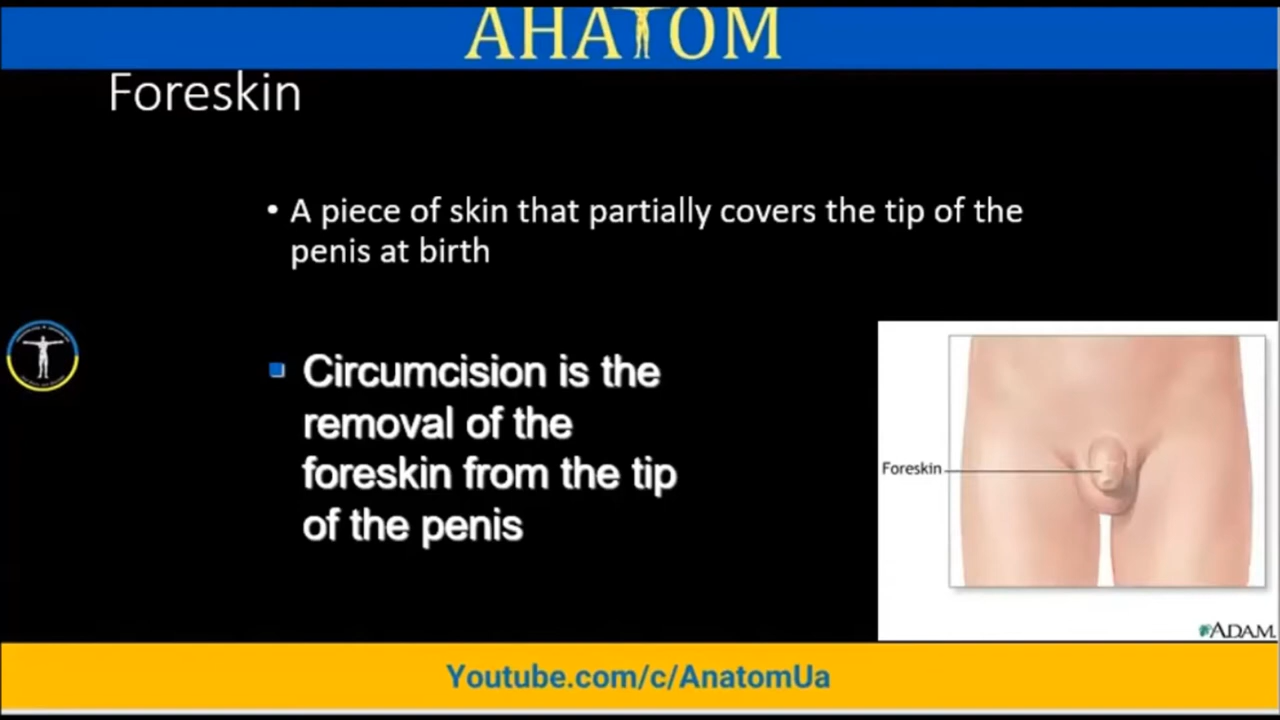 АНАТОМ
Foreskin
• A piece of skin that partially covers the tip of the
penis at birth
Circumcision is the
removal of the
foreskin from the tip
of the penis
Foreskin
ADAM.
Youtube.com/c/AnatomUa